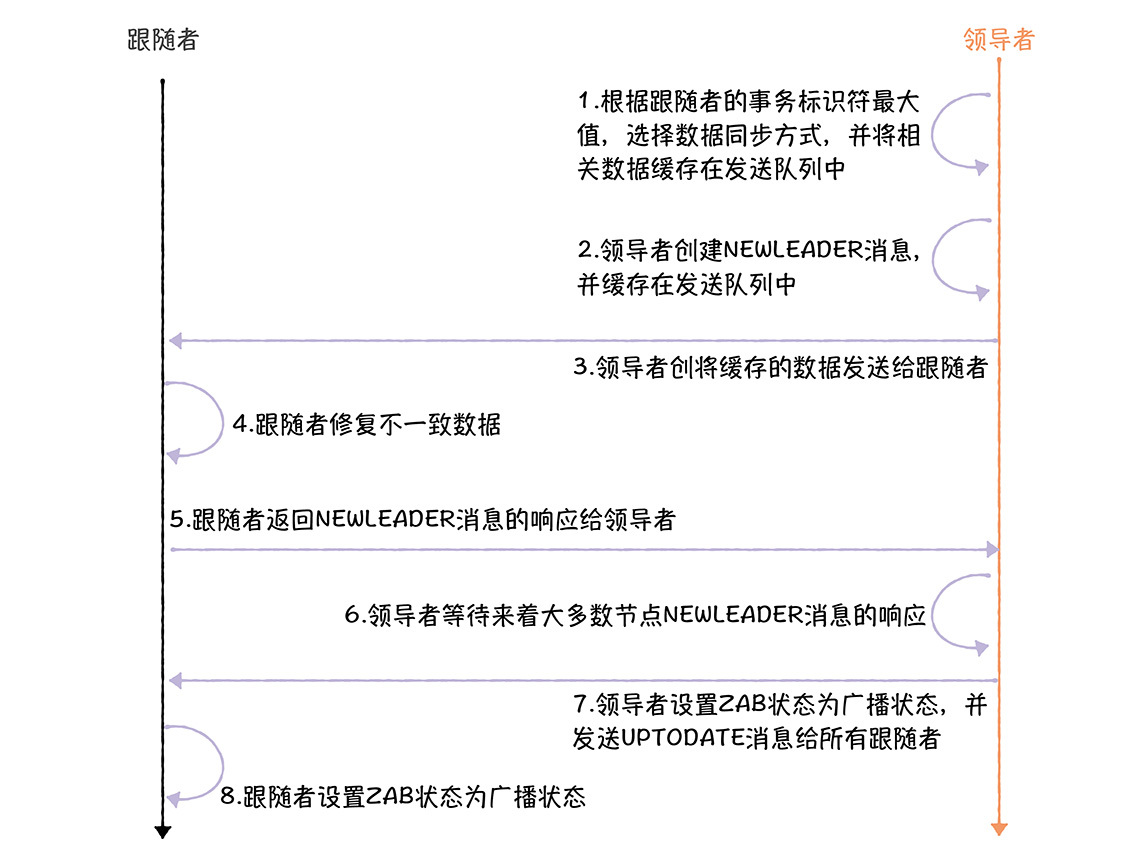 跟随者
领导者
1.根据跟随者的事务标识符最大
值，选择数据同步方式，并将相
关数据缓存在发送队列中
2.领导者创建NEWLEADER消息，
并缓存在发送队列中
3.领导者创将缓存的数据发送给跟随者
4.跟随者修复不一致数据
5.跟随者返回NEWLEADER消息的响应给领导者
6.领导者等待来着大多数节点NEWLEADER消息的响应
7.领导者设置ZAB状态为广播状态，并
发送UPTODATE消息给所有跟随者
8.跟随者设置ZAB状态为广播状态